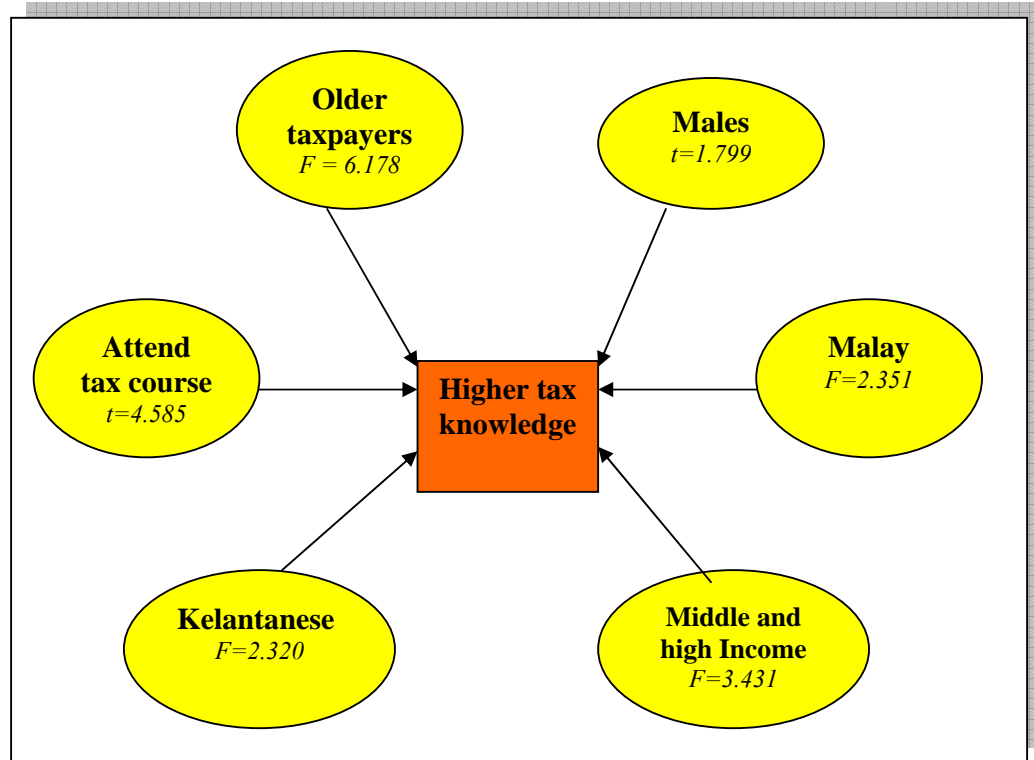 Older
taxpayers
F = 6.178
Males
t=1.799
Attend
tax course
t=4.585
Higher tax
knowledge
Malay
F=2.351
Kelantanese
F=2.320
Middle and
high Income
F=3.431